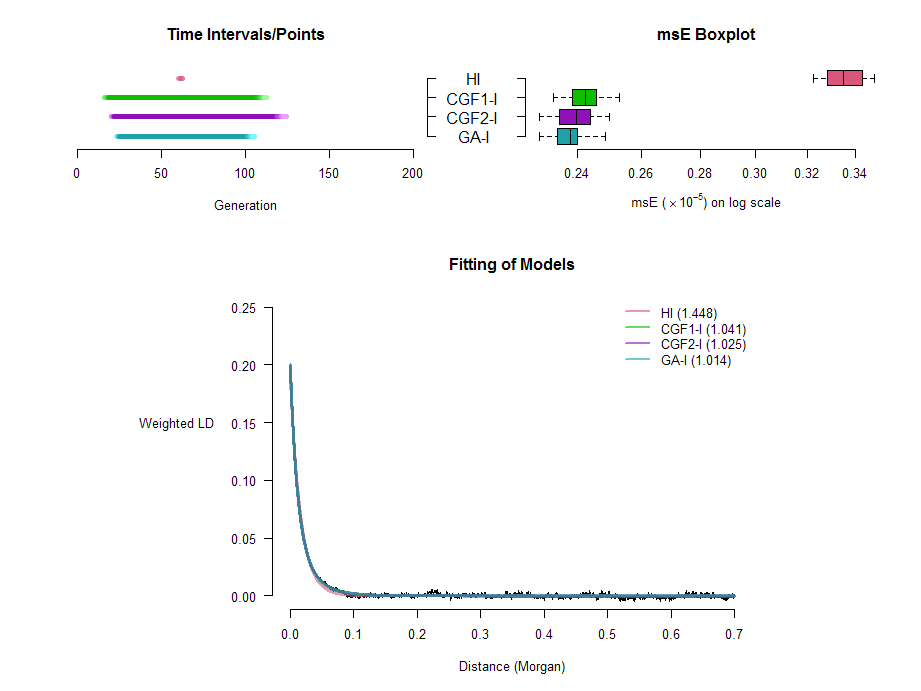 Time Intervals/Points
msE Boxplot
HI
CGF1-I
CGF2-I
GA-I
0 50 100 150 200
Generation
0.24 0.26 0.28 0.30 0.32 0.34
msE (×10⁻⁵) on log scale
Fitting of Models
HI (1.448)
CGF1-I (1.041)
CGF2-I (1.025)
GA-I (1.014)
Weighted LD
0.25
0.20
0.15
0.10
0.05
0.00
0.0 0.1 0.2 0.3 0.4 0.5 0.6 0.7
Distance (Morgan)